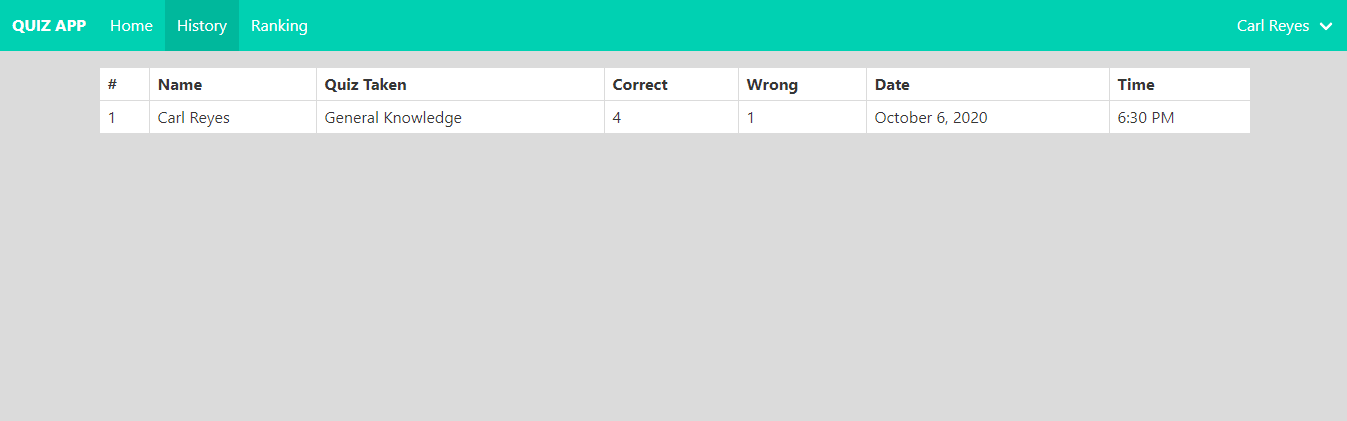 QUIZ APP Home History Ranking Carl Reyes
# Name Quiz Taken Correct Wrong Date Time
1 Carl Reyes General Knowledge 4 1 October 6, 2020 6:30 PM